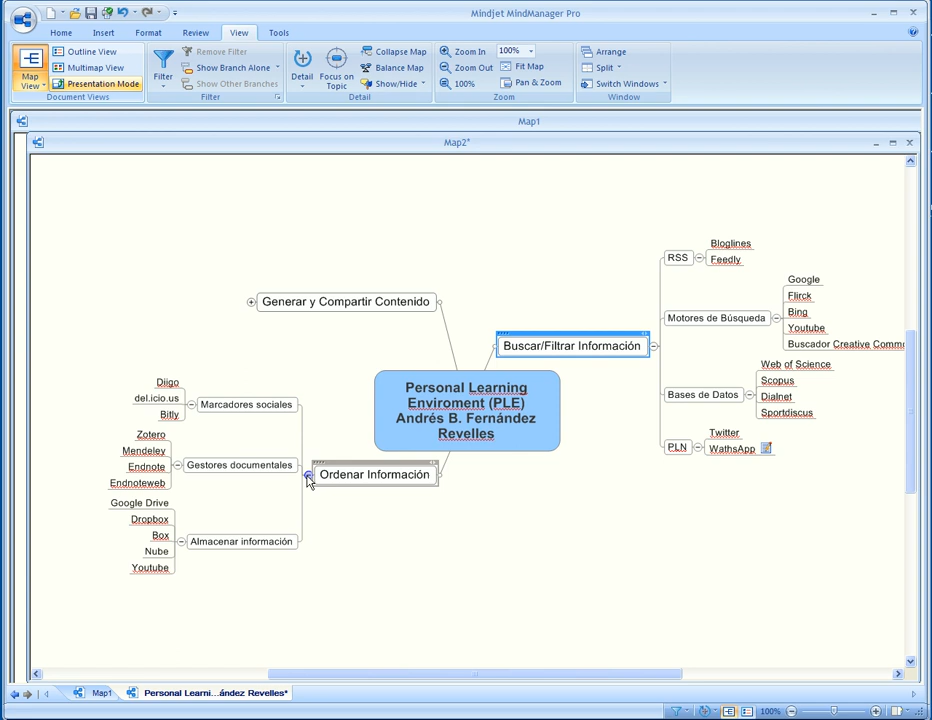 Mindjet MindManager Pro
Home
Insert
Format
Review
View
Tools
Map
View
Outline View
Multimap View
Presentation Mode
Document Views
Filter
Remove Filter
Show Branch Alone
Show Other Branches
Filter
Detail
Focus on
Topic
Collapse Map
Balance Map
Show/Hide
Detail
Zoom In
Zoom Out
100%
100%
Fit Map
Pan & Zoom
Zoom
Arrange
Split
Switch Windows
Window
Map1
Map2*
Generar y Compartir Contenido
Buscar/Filtrar Información
RSS
Bloglines
Feedly
Motores de Búsqueda
Google
Flirck
Bing
Youtube
Buscador Creative Commo
Bases de Datos
Web of Science
Scopus
Dialnet
Sportdiscus
PLN
Twitter
WathsApp
Personal Learning
Enviroment (PLE)
Andrés B. Fernández
Revelles
Ordenar Información
Marcadores sociales
Diigo
del.icio.us
Bitly
Gestores documentales
Zotero
Mendeley
Endnote
Endnoteweb
Almacenar información
Google Drive
Dropbox
Box
Nube
Youtube
Map1
Personal Learni...ández Revelles*
100%